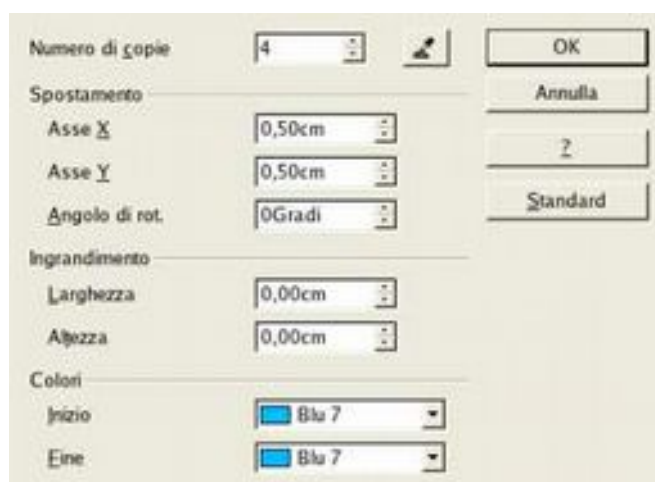 Numero di copie 4 OK
Spostamento Annulla
Asse X 0,50cm
?
Asse Y 0,50cm
Standard
Angolo di rot. 0Gradi
Ingrandimento
Larghezza 0,00cm
Altezza 0,00cm
Colori
Inizio Blu 7
Fine Blu 7